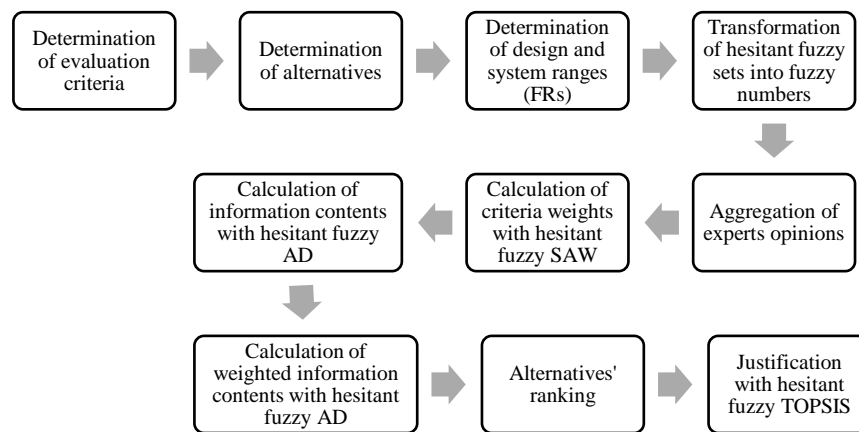 Determination
of evaluation
criteria
Determination
of alternatives
Determination
of design and
system ranges
(FRs)
Transformation
of hesitant fuzzy
sets into fuzzy
numbers
Aggregation of
experts opinions
Calculation of
criteria weights
with hesitant
fuzzy SAW
Calculation of
information contents
with hesitant fuzzy
AD
Calculation of
weighted information
contents with hesitant
fuzzy AD
Alternatives'
ranking
Justification
with hesitant
fuzzy TOPSIS